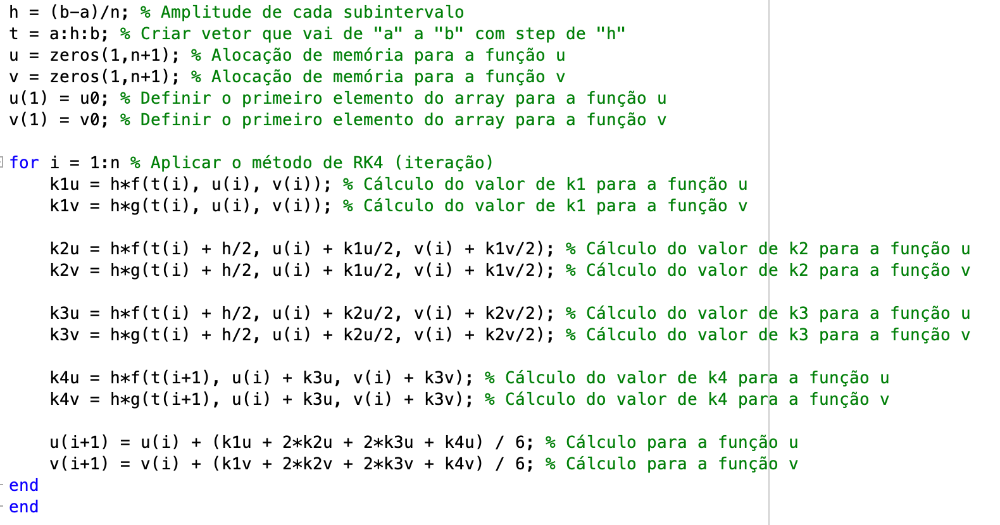 h = (b-a)/n; % Amplitude de cada subintervalo
t = a:h:b; % Criar vetor que vai de "a" a "b" com step de "h"
u = zeros(1,n+1); % Alocação de memória para a função u
v = zeros(1,n+1); % Alocação de memória para a função v
u(1) = u0; % Definir o primeiro elemento do array para a função u
v(1) = v0; % Definir o primeiro elemento do array para a função v

for i = 1:n % Aplicar o método de RK4 (iteração)
    k1u = h*f(t(i), u(i), v(i)); % Cálculo do valor de k1 para a função u
    k1v = h*g(t(i), u(i), v(i)); % Cálculo do valor de k1 para a função v

    k2u = h*f(t(i) + h/2, u(i) + k1u/2, v(i) + k1v/2); % Cálculo do valor de k2 para a função u
    k2v = h*g(t(i) + h/2, u(i) + k1u/2, v(i) + k1v/2); % Cálculo do valor de k2 para a função v

    k3u = h*f(t(i) + h/2, u(i) + k2u/2, v(i) + k2v/2); % Cálculo do valor de k3 para a função u
    k3v = h*g(t(i) + h/2, u(i) + k2u/2, v(i) + k2v/2); % Cálculo do valor de k3 para a função v

    k4u = h*f(t(i+1), u(i) + k3u, v(i) + k3v); % Cálculo do valor de k4 para a função u
    k4v = h*g(t(i+1), u(i) + k3u, v(i) + k3v); % Cálculo do valor de k4 para a função v

    u(i+1) = u(i) + (k1u + 2*k2u + 2*k3u + k4u) / 6; % Cálculo para a função u
    v(i+1) = v(i) + (k1v + 2*k2v + 2*k3v + k4v) / 6; % Cálculo para a função v
end
end